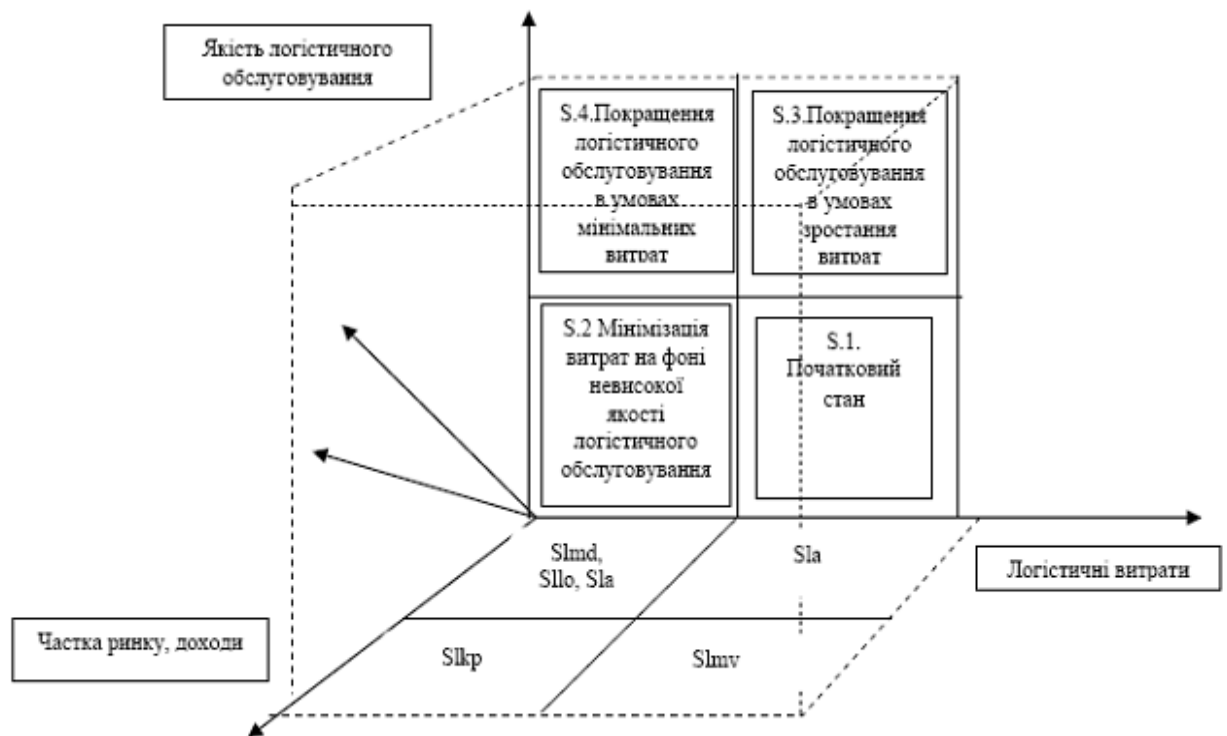 Якість логістичного
обслуговування
S.4.Покращення
логістичного
обслуговування
в умовах
мінімальних
витрат
S.3.Покращення
логістичного
обслуговування
в умовах
зростання
витрат
S.2 Мінімізація
витрат на фоні
невисокої
якості
логістичного
обслуговування
S.1.
Початковий
стан
Slmd,
Sllo, Sla
Sla
Логістичні витрати
Частка ринку, доходи
Slkp
Slmv